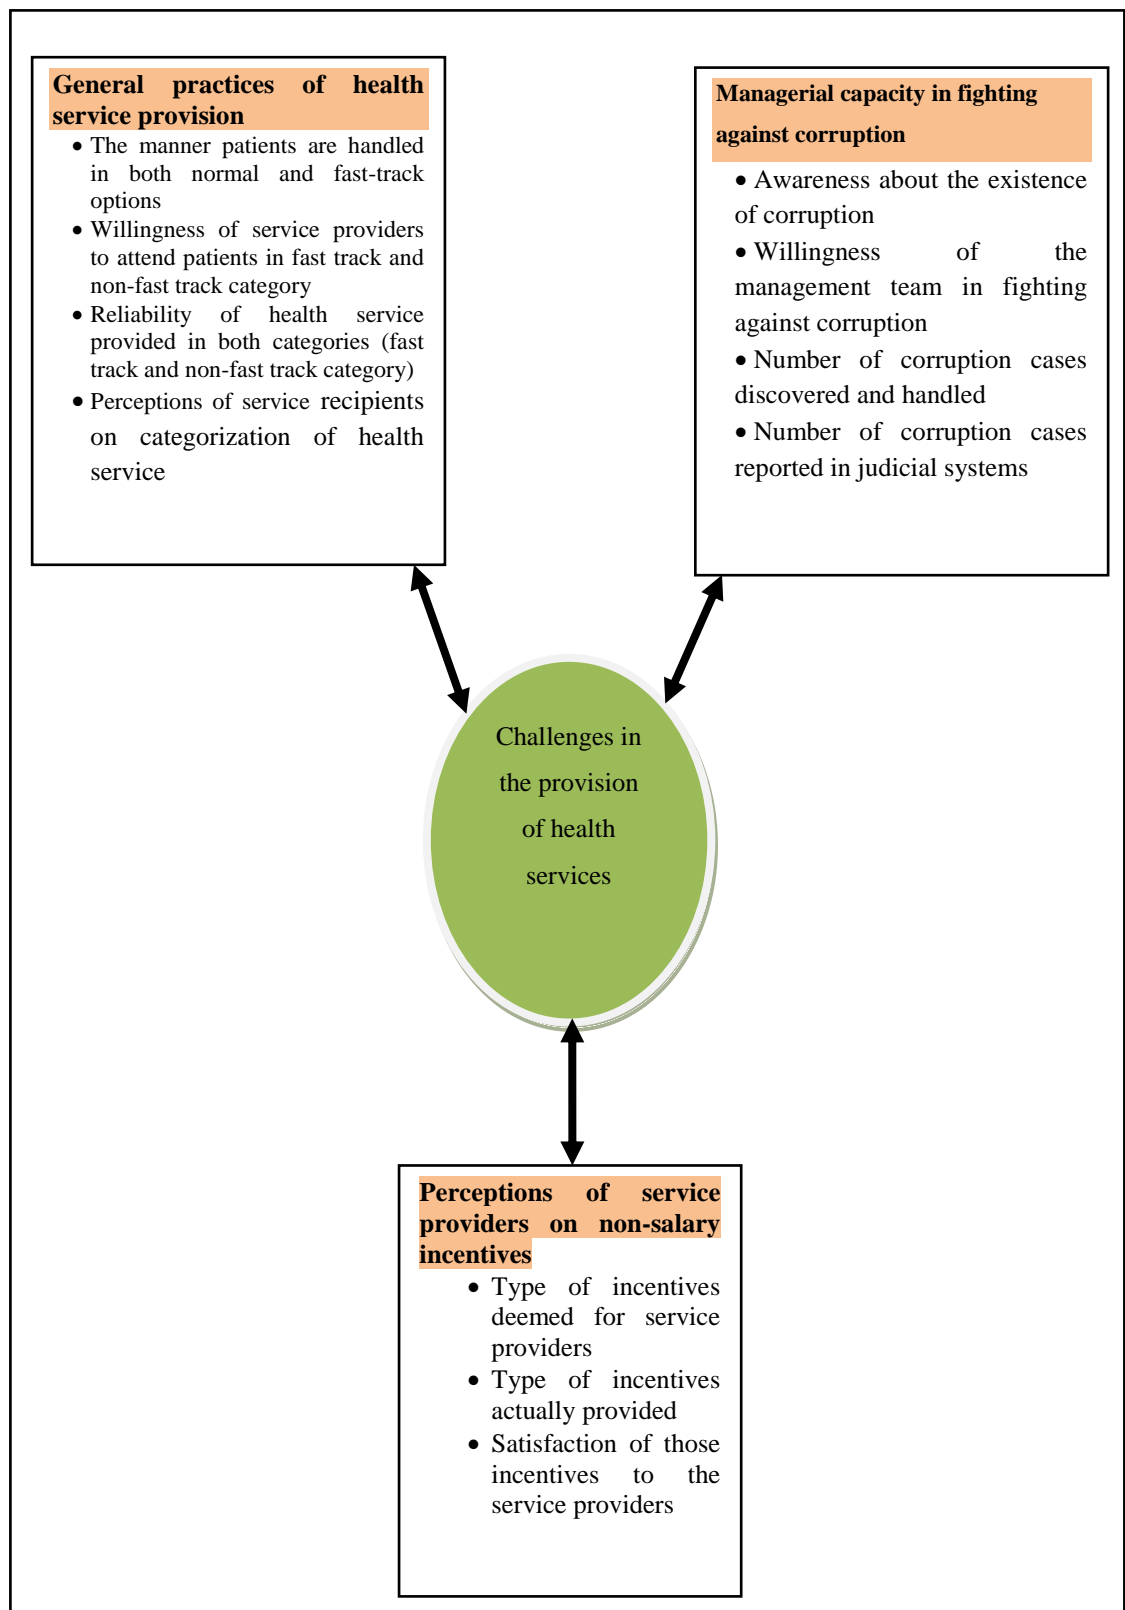 General practices of health
service provision
• The manner patients are handled
in both normal and fast-track
options
• Willingness of service providers
to attend patients in fast track and
non-fast track category
• Reliability of health service
provided in both categories (fast
track and non-fast track category)
• Perceptions of service recipients
on categorization of health
service
Managerial capacity in fighting
against corruption
• Awareness about the existence
of corruption
• Willingness of the
management team in fighting
against corruption
• Number of corruption cases
discovered and handled
• Number of corruption cases
reported in judicial systems
Challenges in
the provision
of health
services
Perceptions of service
providers on non-salary
incentives
• Type of incentives
deemed for service
providers
• Type of incentives
actually provided
• Satisfaction of those
incentives to the
service providers